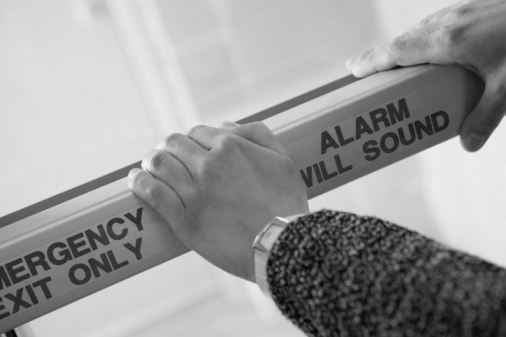 MERGENCY
EXIT ONLY
ALARM
WILL SOUND